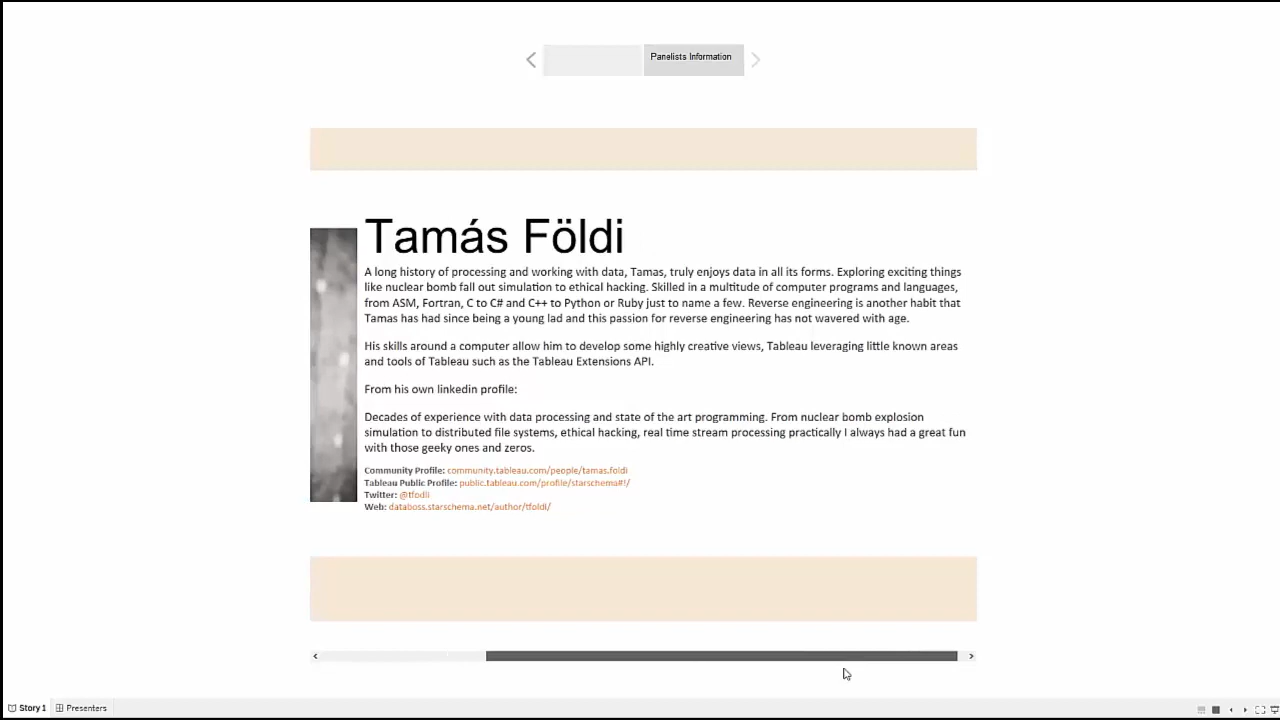 Panelists Information
Tamás Földi
A long history of processing and working with data, Tamas, truly enjoys data in all its forms. Exploring exciting things
like nuclear bomb fall out simulation to ethical hacking. Skilled in a multitude of computer programs and languages,
from ASM, Fortran, C to C# and C++ to Python or Ruby just to name a few. Reverse engineering is another habit that
Tamas has had since being a young lad and this passion for reverse engineering has not wavered with age.
His skills around a computer allow him to develop some highly creative views, Tableau leveraging little known areas
and tools of Tableau such as the Tableau Extensions API.
From his own linkedin profile:
Decades of experience with data processing and state of the art programming. From nuclear bomb explosion
simulation to distributed file systems, ethical hacking, real time stream processing practically I always had a great fun
with those geeky ones and zeros.
Community Profile: community.tableau.com/people/tamas.foldi
Tableau Public Profile: public.tableau.com/profile/starschema#!/
Twitter: @tfodli
Web: databoss.starschema.net/author/tfoldi/
Story 1 Presenters